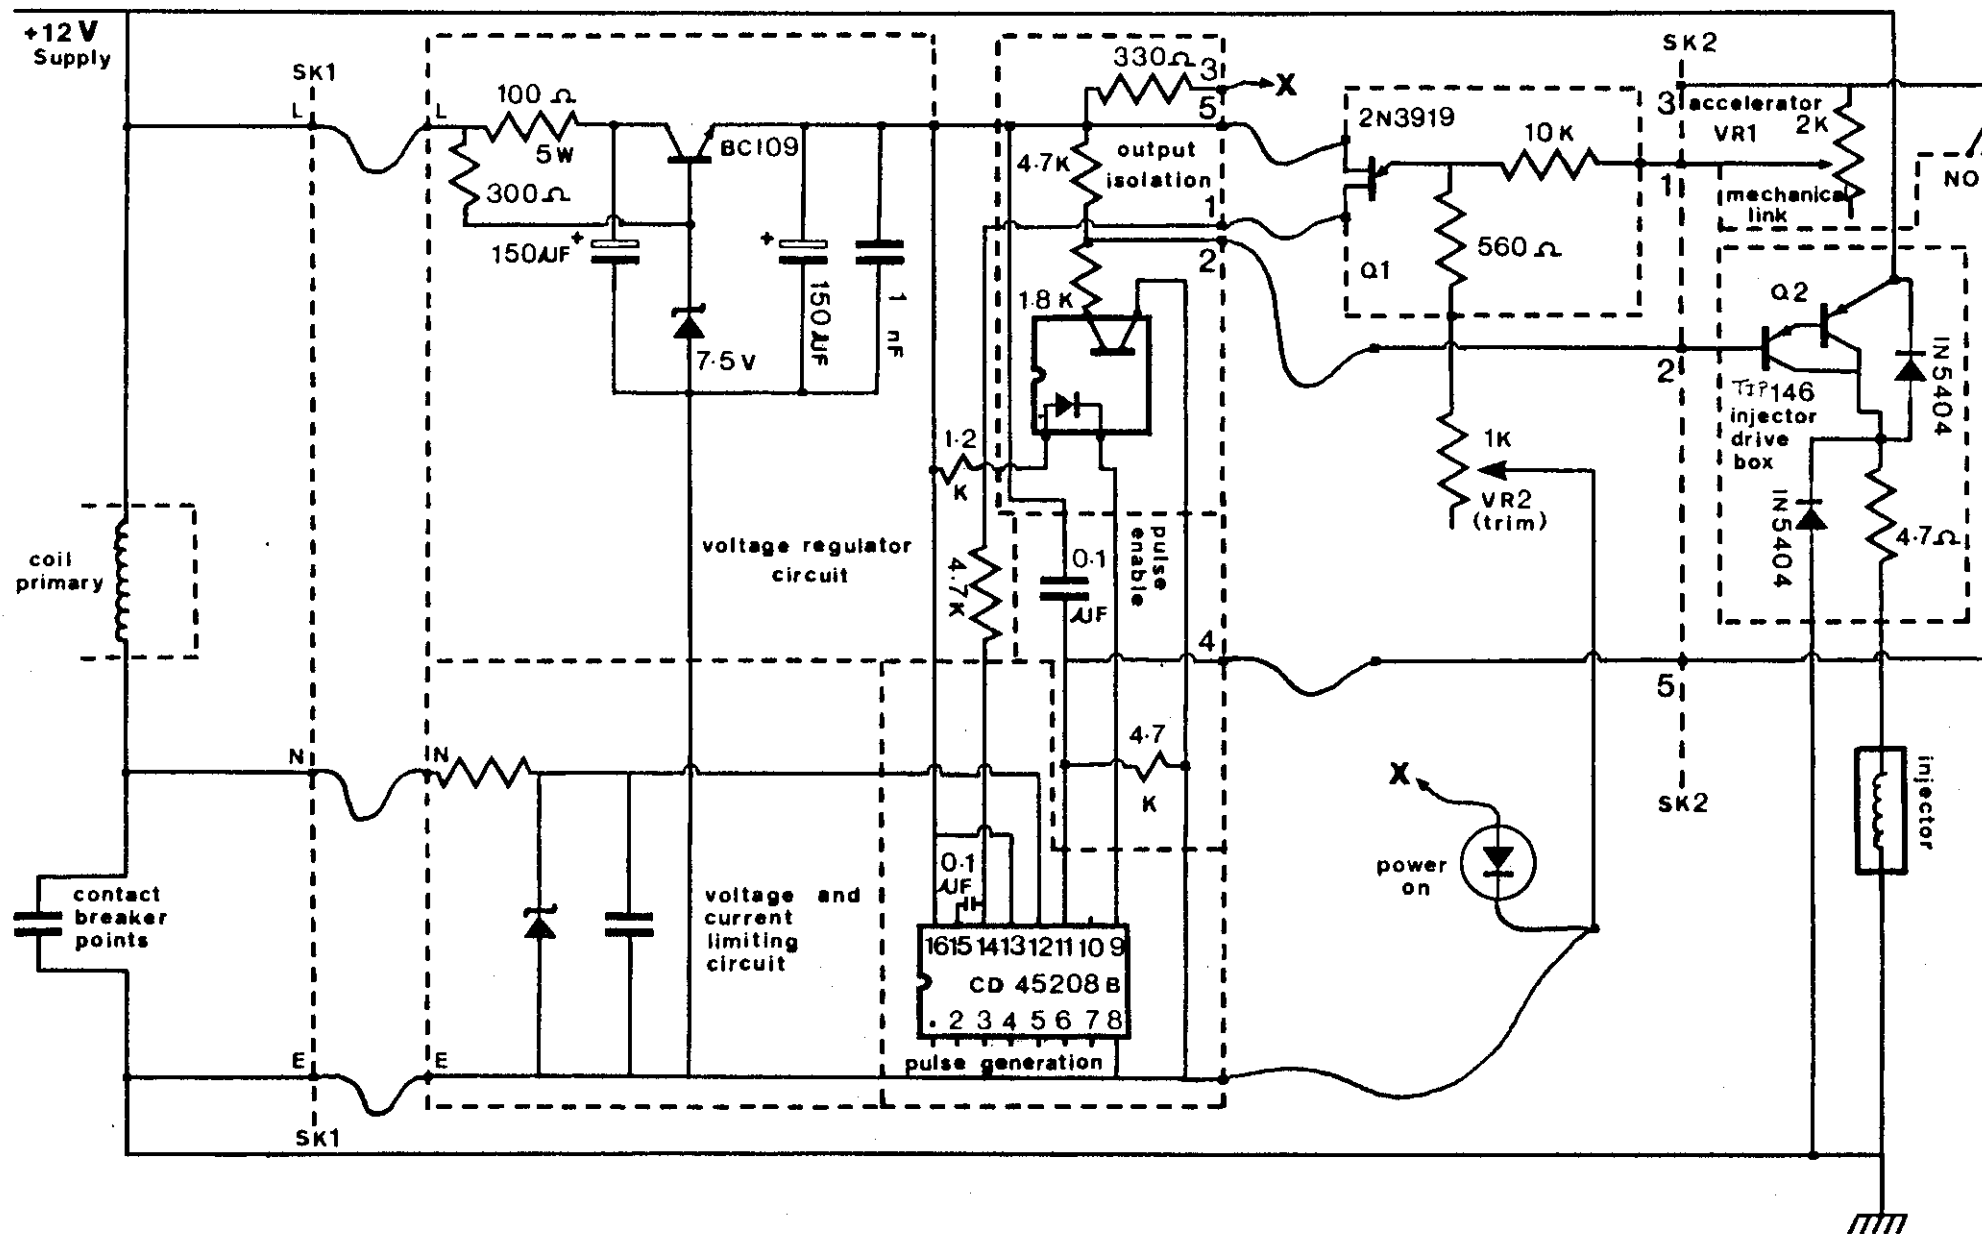 +12 V
Supply
SK1
L
L
100 Ω
5W
300Ω
BC109
150µF
+
+
150µF
1 nF
7·5 V
330Ω
3
X
5
4·7K
output
isolation
1
2
1·8 K
2N3919
10K
560 Ω
Q1
SK2
3
accelerator
VR1
2K
1
mechanical
link
NO
Q2
2
TIP146
injector
drive
box
IN5404
IN5404
4·7Ω
1K
VR2
(trim)
1·2
K
coil
primary
voltage regulator
circuit
4·7K
0·1
µF
pulse
enable
4
5
SK2
N
N
4·7
K
X
power
on
injector
contact
breaker
points
voltage and
current
limiting
circuit
0·1
µF
16 15 14 13 12 11 10 9
CD 45208 B
· 2 3 4 5 6 7 8
pulse generation
E
E
SK1